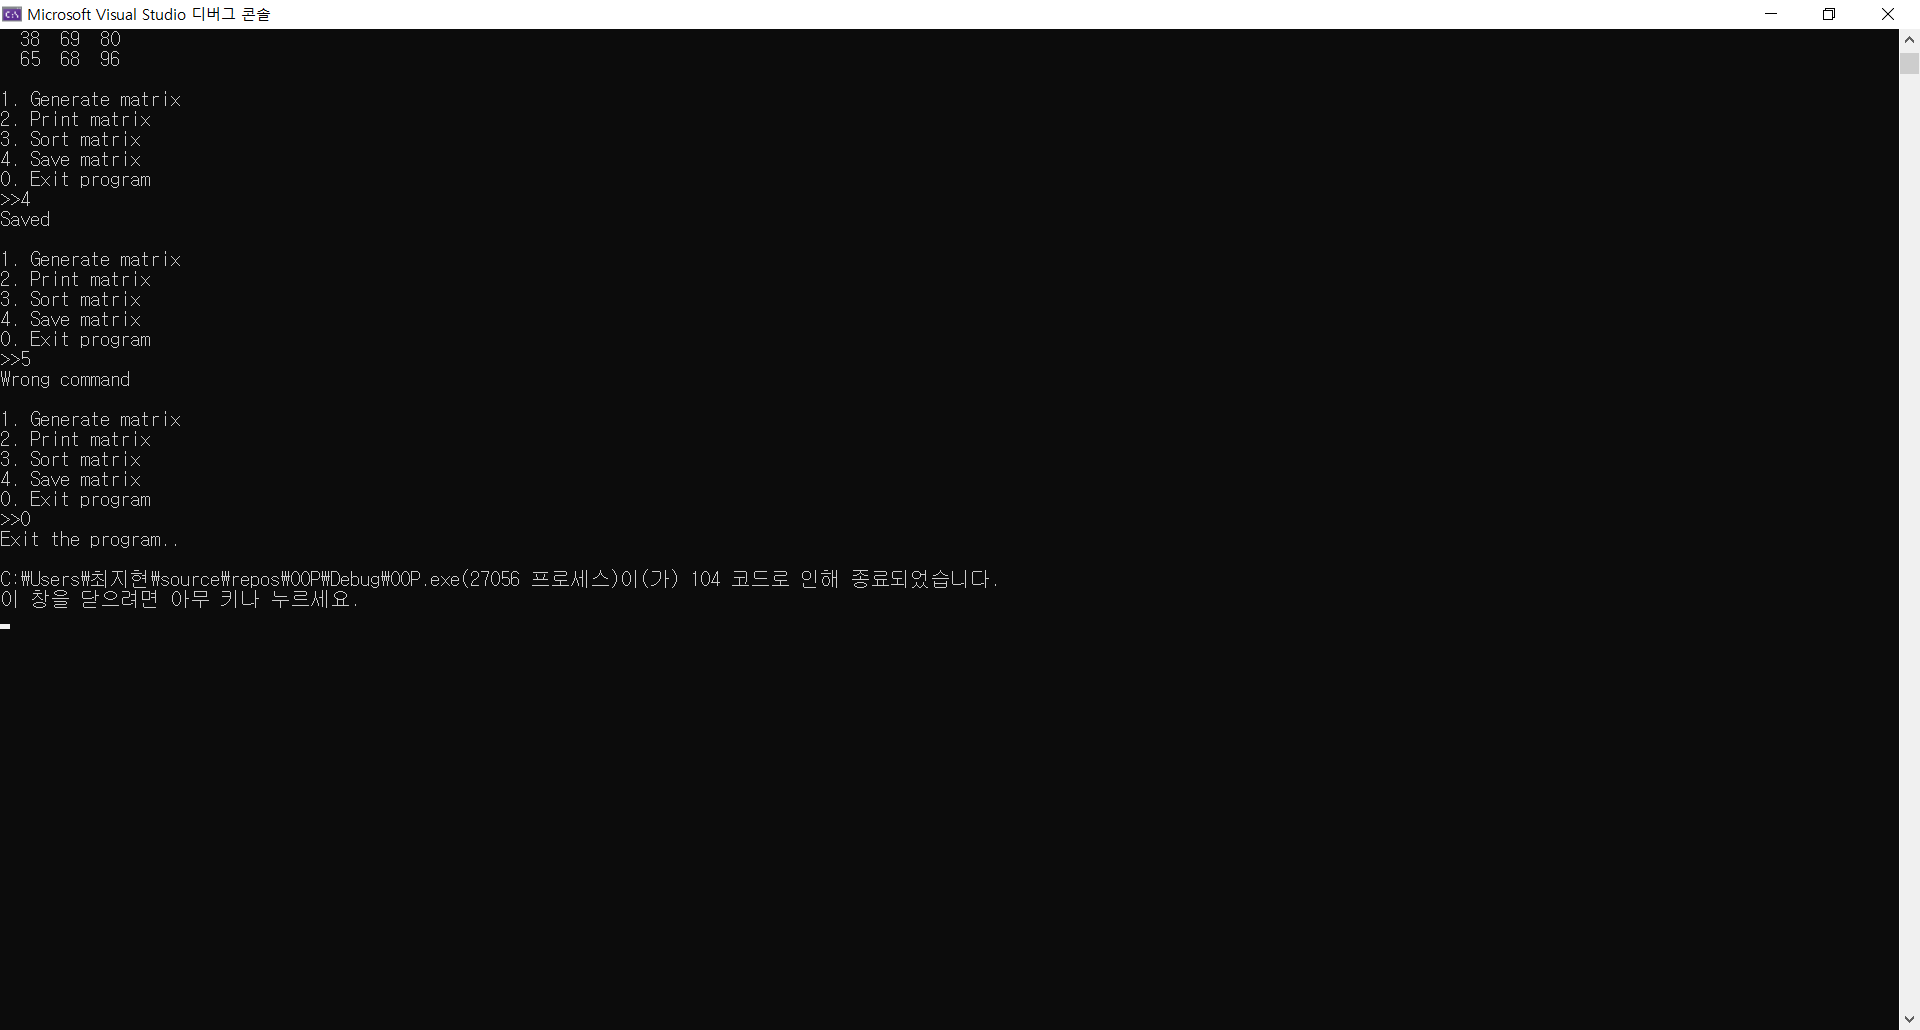 Microsoft Visual Studio 디버그 콘솔
38 69 80
65 68 96
1. Generate matrix
2. Print matrix
3. Sort matrix
4. Save matrix
0. Exit program
>>4
Saved
1. Generate matrix
2. Print matrix
3. Sort matrix
4. Save matrix
0. Exit program
>>5
Wrong command
1. Generate matrix
2. Print matrix
3. Sort matrix
4. Save matrix
0. Exit program
>>0
Exit the program..
C:₩Users₩최지현₩source₩repos₩OOP₩Debug₩OOP.exe(27056 프로세스)이(가) 104 코드로 인해 종료되었습니다.
이 창을 닫으려면 아무 키나 누르세요.